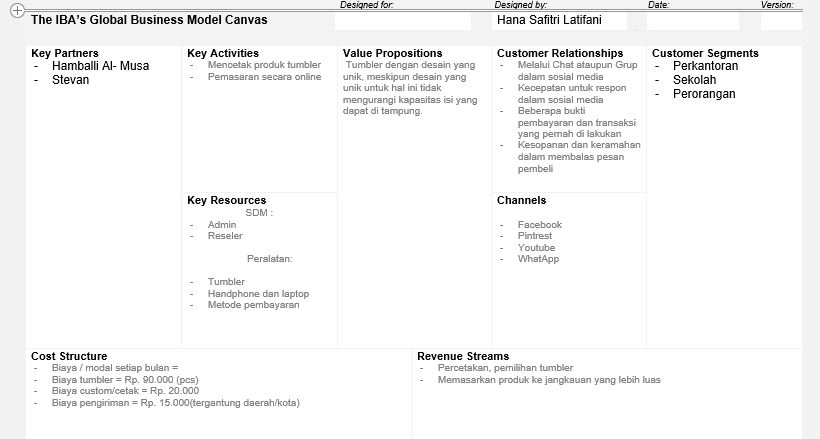 Designed for:
Designed by:
Date:
Version:
The IBA's Global Business Model Canvas
Hana Safitri Latifani
Key Partners
- Hamballi Al- Musa
- Stevan
Key Activities
- Mencetak produk tumbler
- Pemasaran secara online
Value Propositions
Tumbler dengan desain yang
unik, meskipun desain yang
unik untuk hal ini tidak
mengurangi kapasitas isi yang
dapat di tampung.
Customer Relationships
- Melalui Chat ataupun Grup
dalam sosial media
- Kecepatan untuk respon
dalam sosial media
- Beberapa bukti
pembayaran dan transaksi
yang pernah di lakukan
- Kesopanan dan keramahan
dalam membalas pesan
pembeli
Customer Segments
- Perkantoran
- Sekolah
- Perorangan
Key Resources
SDM :
- Admin
- Reseler
Peralatan:
- Tumbler
- Handphone dan laptop
- Metode pembayaran
Channels
- Facebook
- Pintrest
- Youtube
- WhatApp
Cost Structure
- Biaya / modal setiap bulan =
- Biaya tumbler = Rp. 90.000 (pcs)
- Biaya custom/cetak = Rp. 20.000
- Biaya pengiriman = Rp. 15.000(tergantung daerah/kota)
Revenue Streams
- Percetakan, pemilihan tumbler
- Memasarkan produk ke jangkauan yang lebih luas